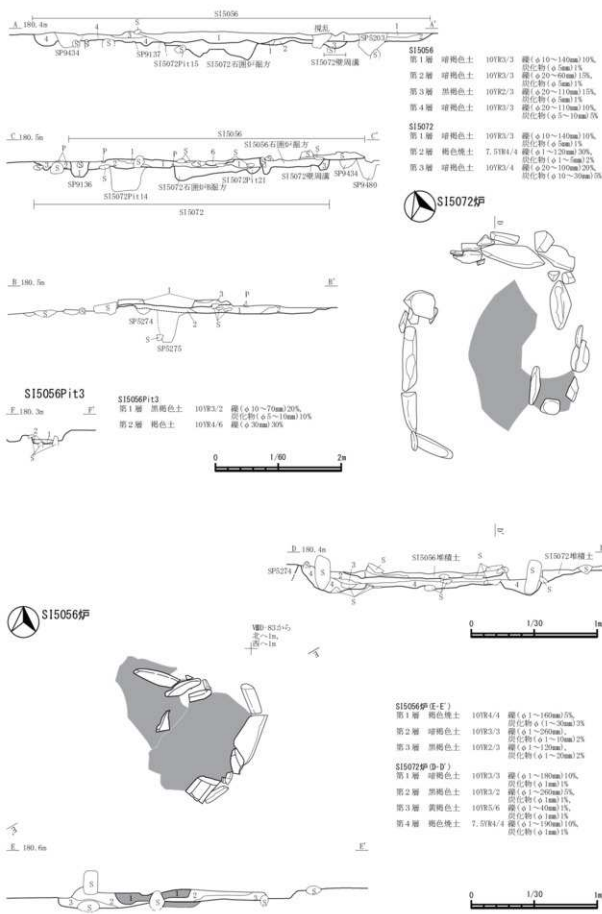 SI5056
A 180.4m
A'
撹乱
SP5203
SP9434
SP9137
SI5072Pit15
SI5072石囲炉掘方
SI5072壁周溝
SI5056
第1層 暗褐色土 10YR3/3 礫(φ10~140㎜)10%,
炭化物(φ5㎜)1%
第2層 暗褐色土 10YR3/3 礫(φ20~60㎜)15%,
炭化物(φ5㎜)1%
第3層 黒褐色土 10YR2/3 礫(φ20~110㎜)15%,
炭化物(φ5㎜)1%
第4層 暗褐色土 10YR3/3 礫(φ20~110㎜)10%,
炭化物(φ5~10㎜)5%
SI5072
第1層 暗褐色土 10YR3/3 礫(φ10~140㎜)10%,
炭化物(φ5㎜)1%
第2層 褐色焼土 7.5YR4/4 礫(φ1~120㎜)30%,
炭化物(φ1~5㎜)2%
第3層 暗褐色土 10YR3/4 礫(φ20~100㎜)20%,
炭化物(φ10~30㎜)5%
C 180.5m
SI5056
C'
SI5056石囲炉掘方
SP9136
SI5072Pit14
SI5072石囲炉掘方
SI5072Pit21
SI5072壁周溝
SP9434
SP9480
SI5072
SI5072炉
D
B 180.5m
B'
SP5274
SP5275
SI5056Pit3
F 180.3m
F'
SI5056Pit3
第1層 黒褐色土 10YR3/2 礫(φ10~70㎜)20%,
炭化物(φ5~10㎜)10%
第2層 褐色土 10YR4/6 礫(φ30㎜)30%
0 1/60 2m
D'
D 180.4m
SP5274
SI5056堆積土
SI5072堆積土
0 1/30 1m
SI5056炉
北へ1m,
西へ1m
SI5056炉(E-E')
第1層 褐色焼土 10YR4/4 礫(φ1~160㎜)5%,
炭化物φ(1~30㎜)3%
第2層 暗褐色土 10YR3/3 礫(φ1~260㎜),
炭化物(φ1~10㎜)2%
第3層 黒褐色土 10YR2/3 礫(φ1~120㎜),
炭化物(φ1~20㎜)2%
SI5072炉(D-D')
第1層 暗褐色土 10YR3/3 礫(φ1~180㎜)10%,
炭化物(φ1㎜)1%
第2層 黒褐色土 10YR3/2 礫(φ1~260㎜)5%,
炭化物(φ1㎜)1%
第3層 黄褐色土 10YR5/6 礫(φ1~40㎜)1%,
炭化物(φ1㎜)1%
第4層 褐色焼土 7.5YR4/4 礫(φ1~190㎜)10%,
炭化物(φ1㎜)1%
E 180.6m
E'
0 1/30 1m